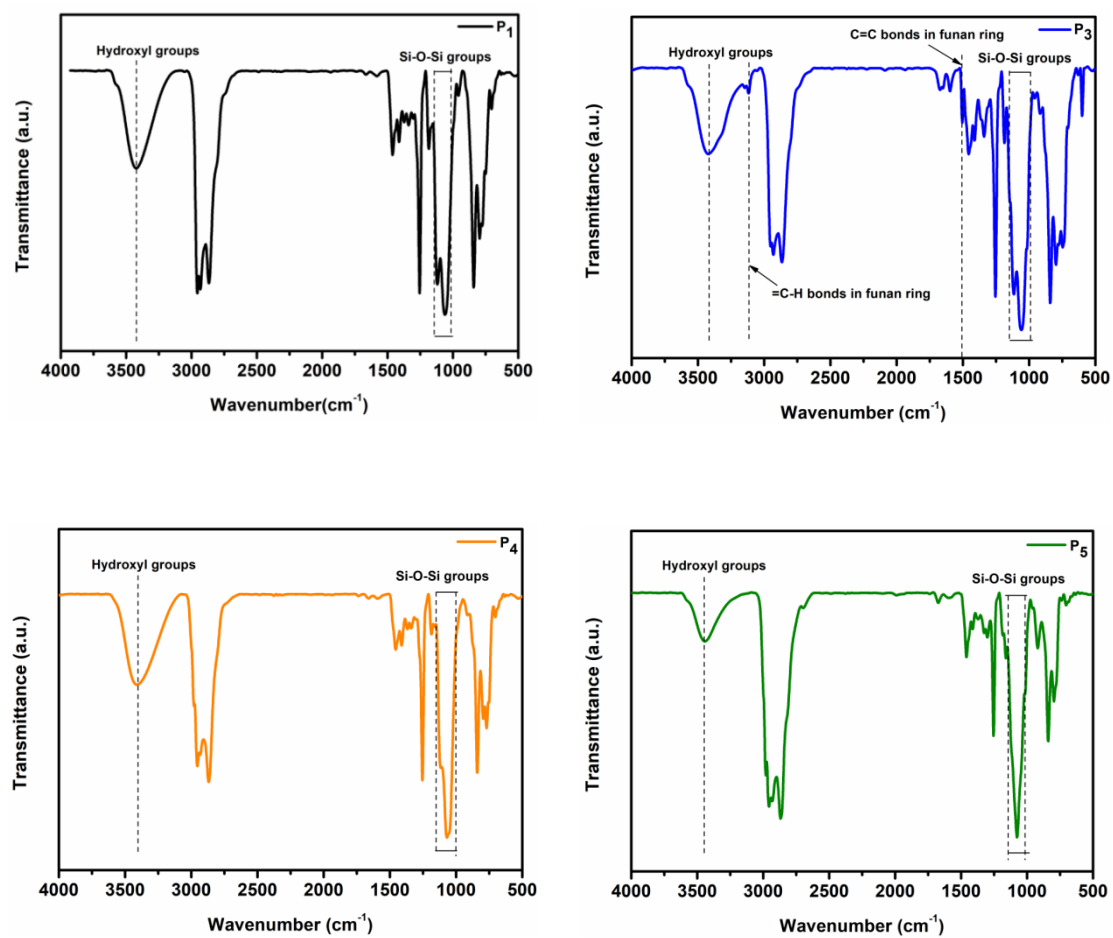 P1
Hydroxyl groups
Si-O-Si groups
Transmittance (a.u.)
4000 3500 3000 2500 2000 1500 1000 500
Wavenumber(cm-1)
P3
C=C bonds in funan ring
Hydroxyl groups
Si-O-Si groups
=C-H bonds in funan ring
Transmittance (a.u.)
4000 3500 3000 2500 2000 1500 1000 500
Wavenumber (cm-1)
P4
Hydroxyl groups
Si-O-Si groups
Transmittance (a.u.)
4000 3500 3000 2500 2000 1500 1000 500
Wavenumber (cm-1)
P5
Hydroxyl groups
Si-O-Si groups
Transmittance (a.u.)
4000 3500 3000 2500 2000 1500 1000 500
Wavenumber (cm-1)